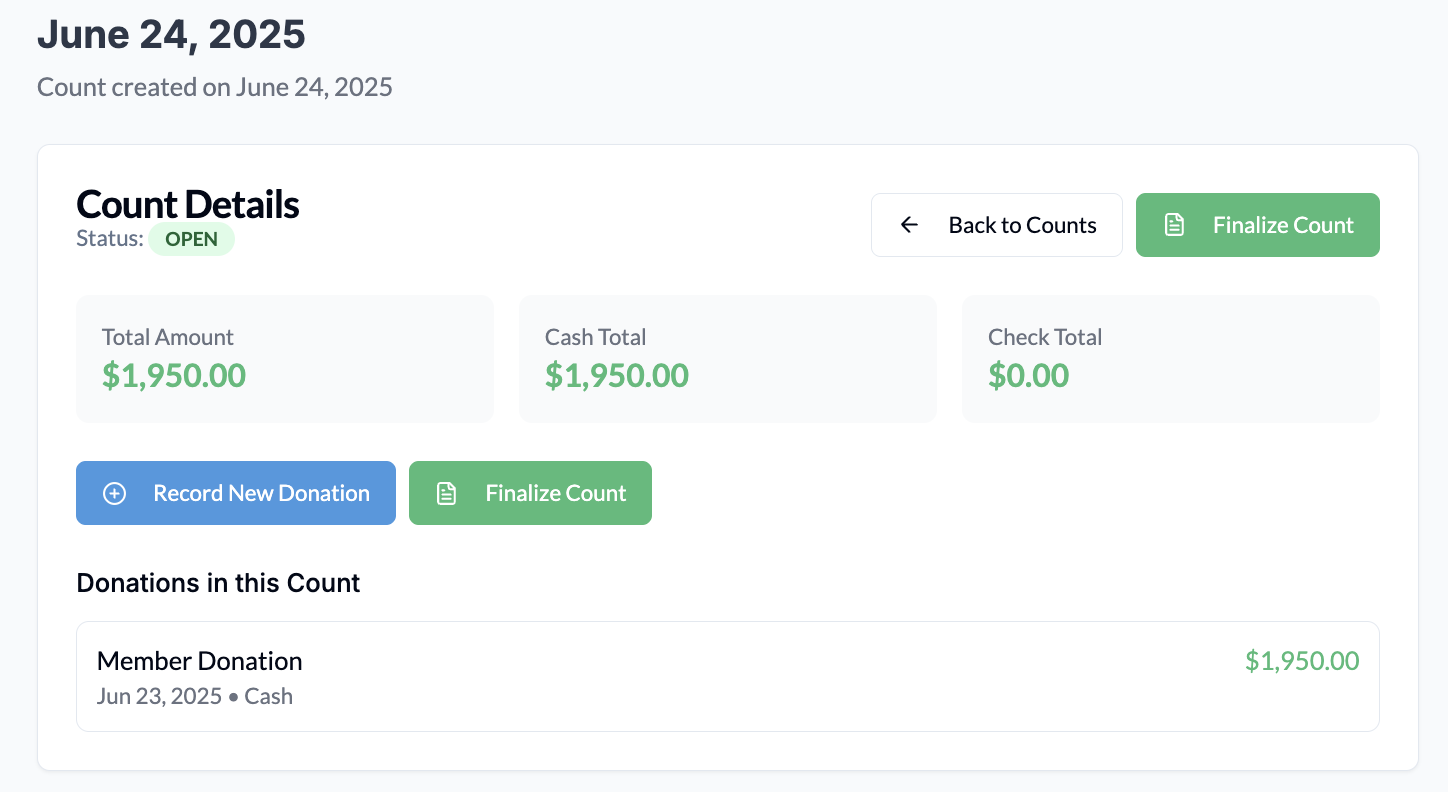 June 24, 2025
Count created on June 24, 2025
Count Details
Status: OPEN
Back to Counts
Finalize Count
Total Amount
$1,950.00
Cash Total
$1,950.00
Check Total
$0.00
Record New Donation
Finalize Count
Donations in this Count
Member Donation
$1,950.00
Jun 23, 2025 • Cash